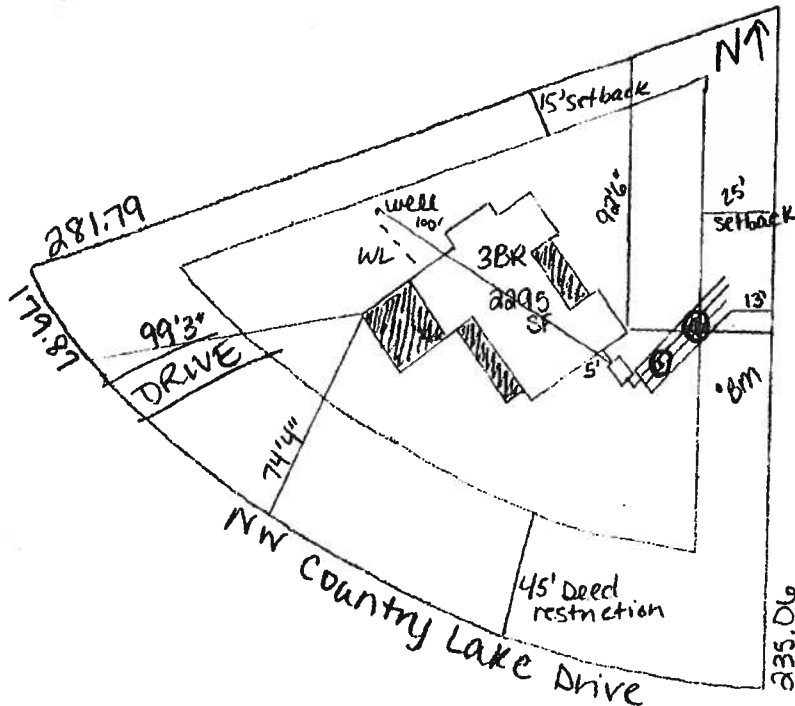 N↑
15' setback
281.79
well
100'
92'6"
25'
setback
WL
3BR
2295
SF
13'
179.87
99'3"
DRIVE
5'
BM
74'4"
NW Country Lake Drive
45' Deed
restriction
235.06